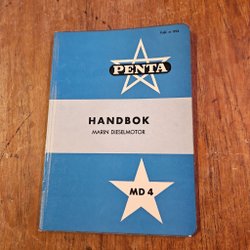 PENTA
HANDBOK
MARIN DIESELMOTOR
MD 4